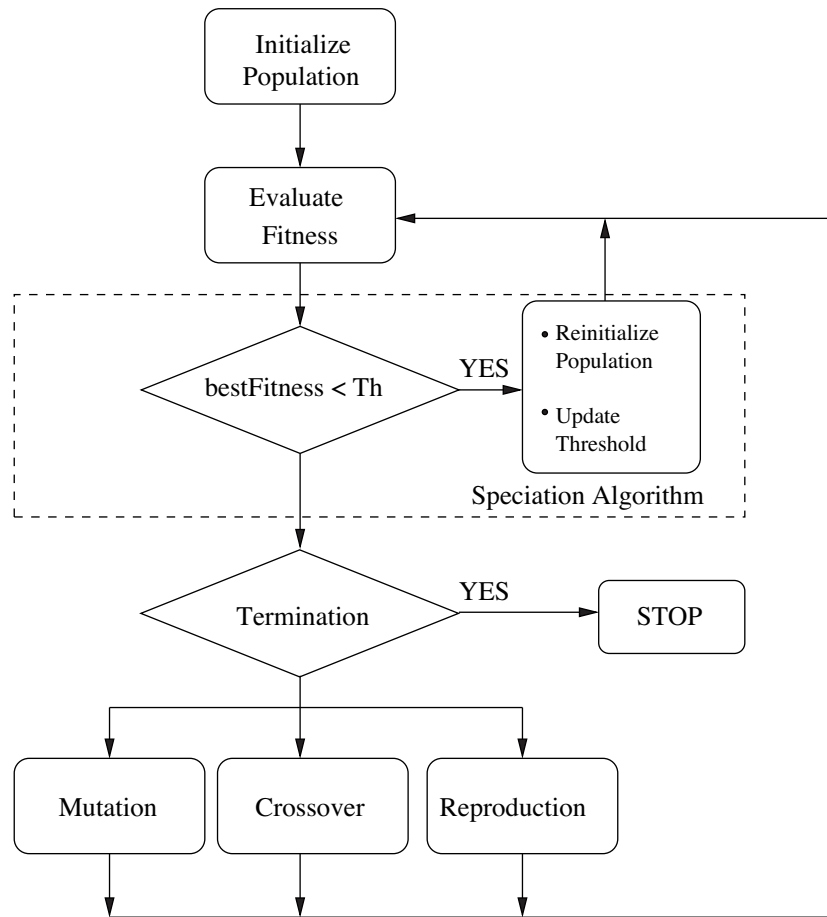 Initialize
Population
Evaluate
Fitness
bestFitness < Th
YES
• Reinitialize
Population
• Update
Threshold
Speciation Algorithm
Termination
YES
STOP
Mutation
Crossover
Reproduction